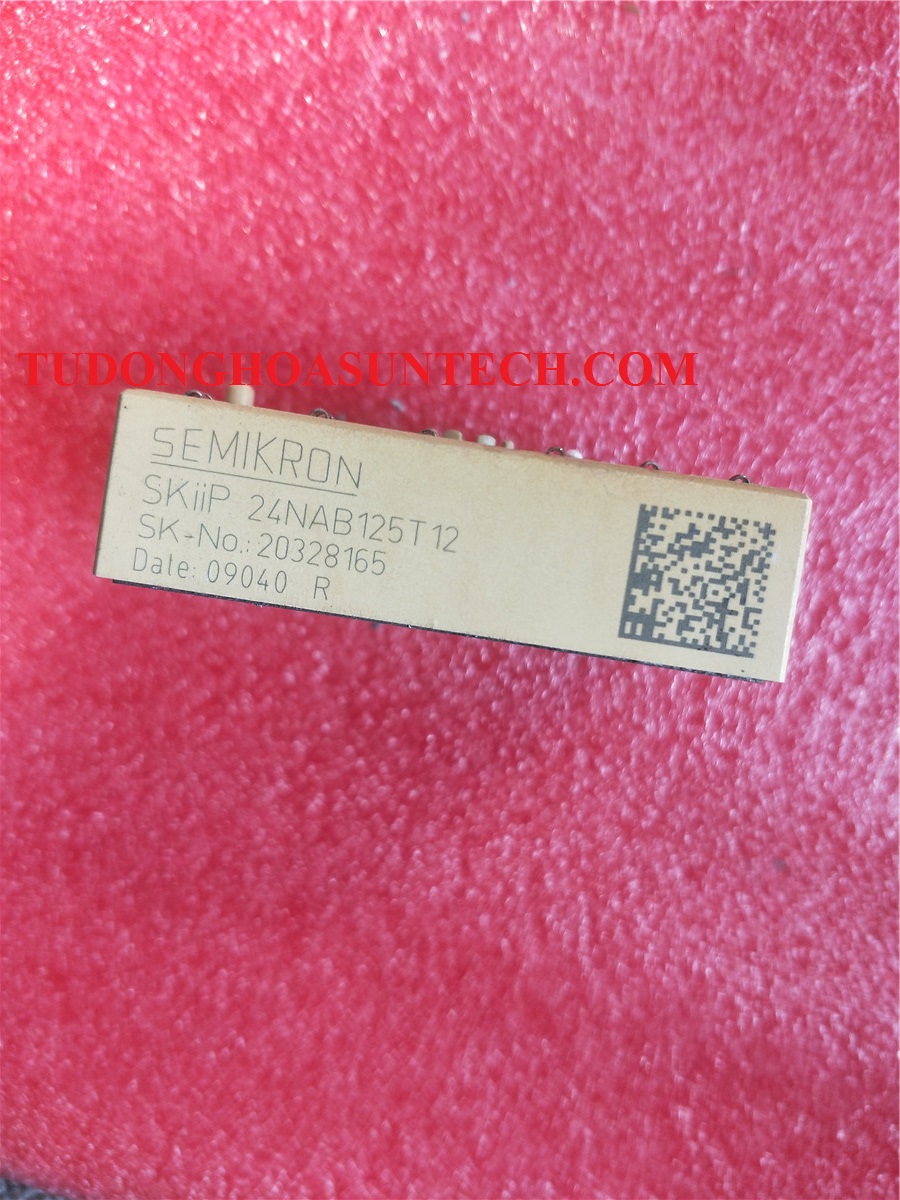 TUDONGHOASUNTECH.COM
SEMIKRON
SKiiP 24NAB125T12
SK-No.: 20328165
Date: 09040 R